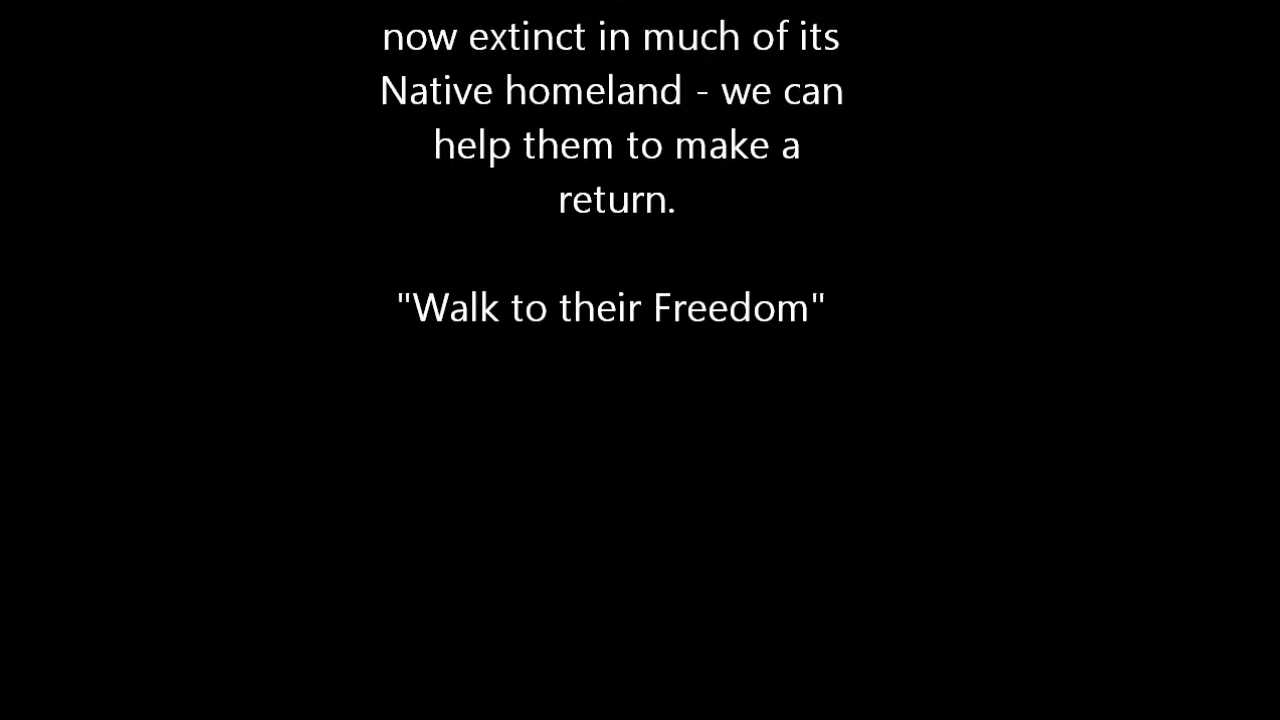 now extinct in much of its
Native homeland - we can
help them to make a
return.
"Walk to their Freedom"